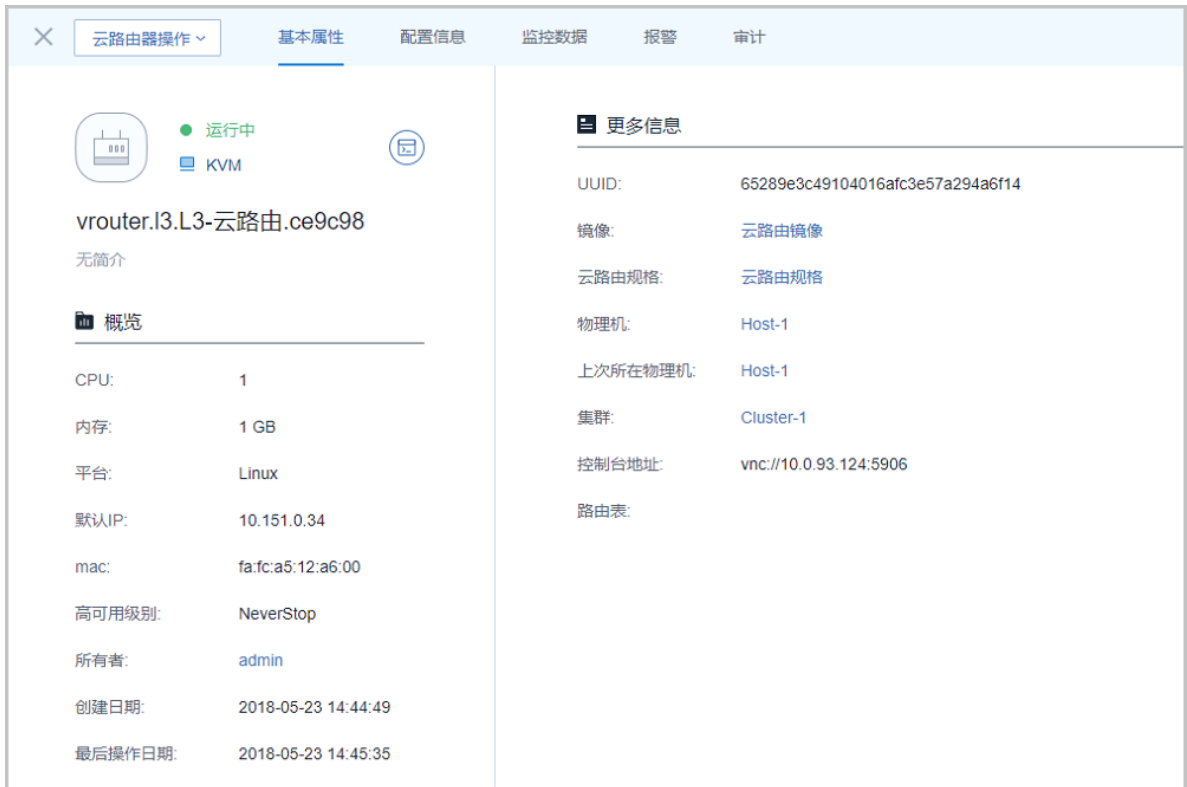 云路由器操作 基本属性 配置信息 监控数据 报警 审计
运行中
KVM
vrouter.l3.L3-云路由.ce9c98
无简介
概览
CPU: 1
内存: 1 GB
平台: Linux
默认IP: 10.151.0.34
mac: fa:fc:a5:12:a6:00
高可用级别: NeverStop
所有者: admin
创建日期: 2018-05-23 14:44:49
最后操作日期: 2018-05-23 14:45:35
更多信息
UUID: 65289e3c49104016afc3e57a294a6f14
镜像: 云路由镜像
云路由规格: 云路由规格
物理机: Host-1
上次所在物理机: Host-1
集群: Cluster-1
控制台地址: vnc://10.0.93.124:5906
路由表: